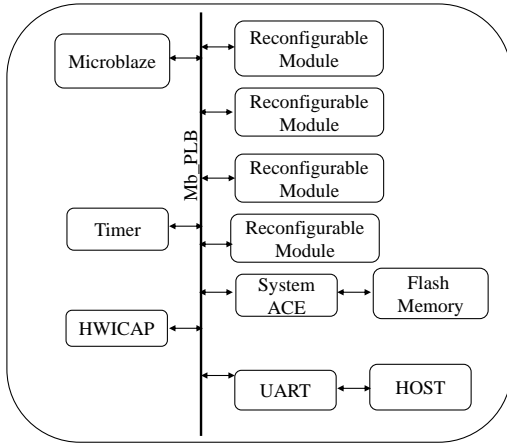 Microblaze
Reconfigurable
Module
Reconfigurable
Module
Mb_PLB
Reconfigurable
Module
Timer
Reconfigurable
Module
System
ACE
Flash
Memory
HWICAP
UART
HOST